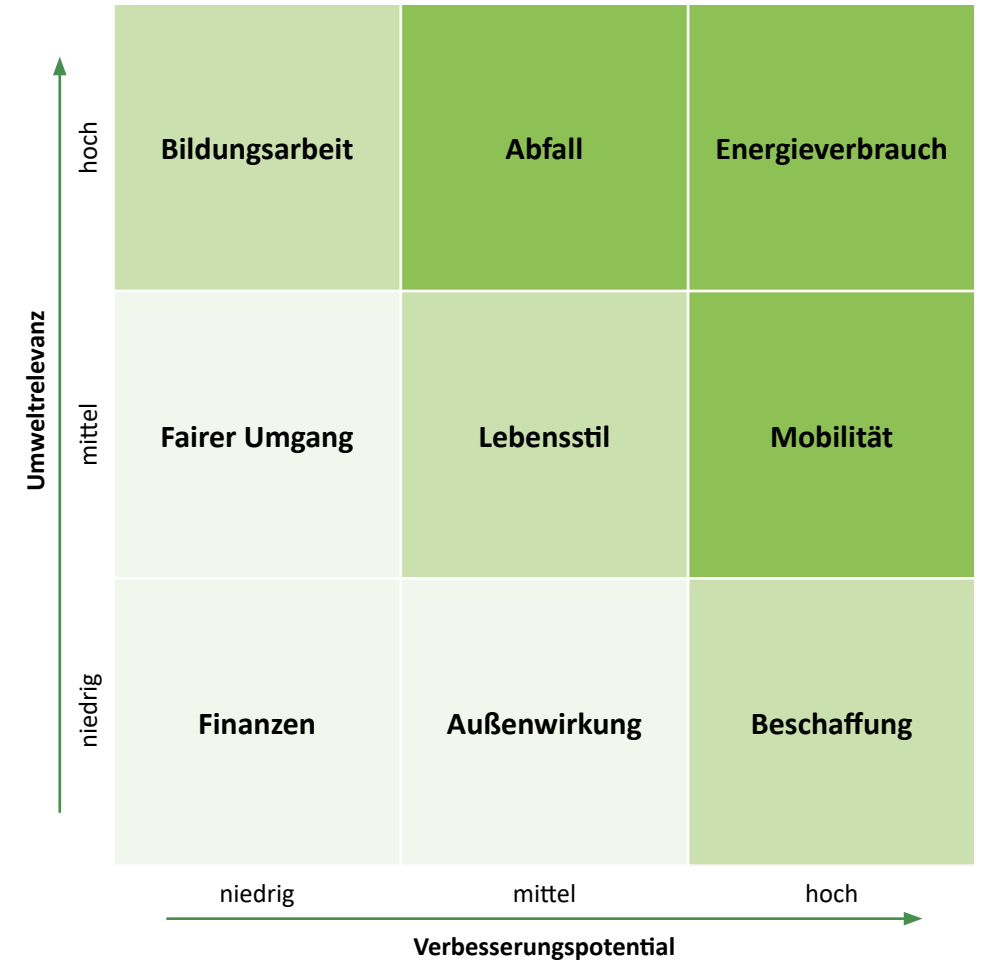 Umweltrelevanz
hoch
Bildungsarbeit
Abfall
Energieverbrauch
mittel
Fairer Umgang
Lebensstil
Mobilität
niedrig
Finanzen
Außenwirkung
Beschaffung
niedrig
mittel
hoch
Verbesserungspotential